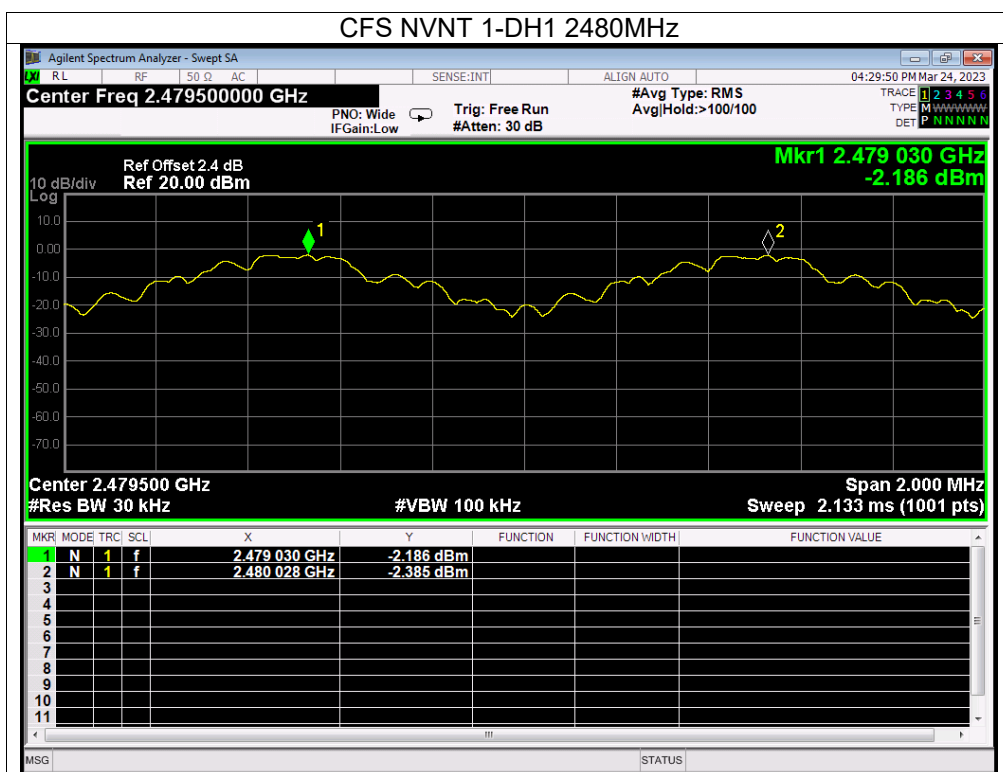 CFS NVNT 1-DH1 2480MHz
Agilent Spectrum Analyzer - Swept SA
LXI RL RF 50 Ω AC SENSE:INT ALIGN AUTO 04:29:50 PM Mar 24, 2023
Center Freq 2.479500000 GHz #Avg Type: RMS TRACE 1 2 3 4 5 6
PNO: Wide Trig: Free Run Avg|Hold:>100/100 TYPE M WWWWW
IFGain:Low #Atten: 30 dB DET P N N N N N
Mkr1 2.479 030 GHz
-2.186 dBm
Ref Offset 2.4 dB
10 dB/div Ref 20.00 dBm
Log
10.0
0.00
-10.0
-20.0
-30.0
-40.0
-50.0
-60.0
-70.0
1
2
Center 2.479500 GHz Span 2.000 MHz
#Res BW 30 kHz #VBW 100 kHz Sweep 2.133 ms (1001 pts)
MKR MODE TRC SCL X Y FUNCTION FUNCTION WIDTH FUNCTION VALUE
1 N 1 f 2.479 030 GHz -2.186 dBm
2 N 1 f 2.480 028 GHz -2.385 dBm
3
4
5
6
7
8
9
10
11
MSG STATUS